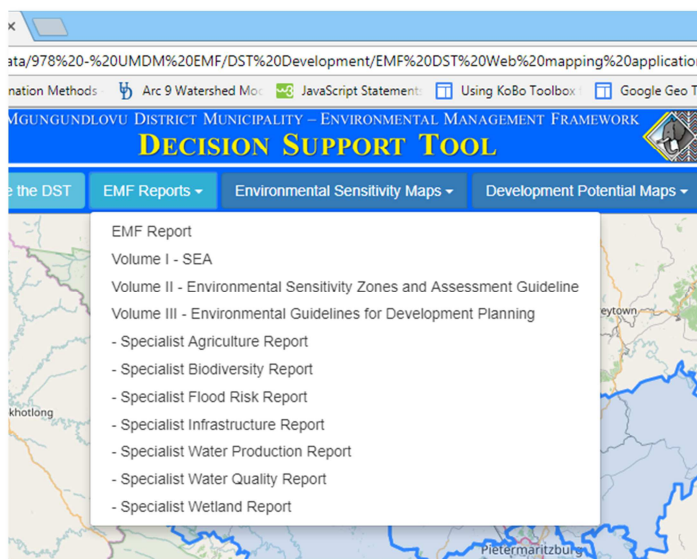 ata/978%20-%20UMDM%20EMF/DST%20Development/EMF%20DST%20Web%20mapping%20application
nation Methods Arc 9 Watershed Mod JavaScript Statement: Using KoBo Toolbox Google Geo T
MGUNGUNDLOVU DISTRICT MUNICIPALITY – ENVIRONMENTAL MANAGEMENT FRAMEWORK
DECISION SUPPORT TOOL
e the DST EMF Reports Environmental Sensitivity Maps Development Potential Maps
EMF Report
Volume I - SEA
Volume II - Environmental Sensitivity Zones and Assessment Guideline
Volume III - Environmental Guidelines for Development Planning
- Specialist Agriculture Report
- Specialist Biodiversity Report
- Specialist Flood Risk Report
- Specialist Infrastructure Report
- Specialist Water Production Report
- Specialist Water Quality Report
- Specialist Wetland Report
eytown
khotlong
Pietermaritzburg